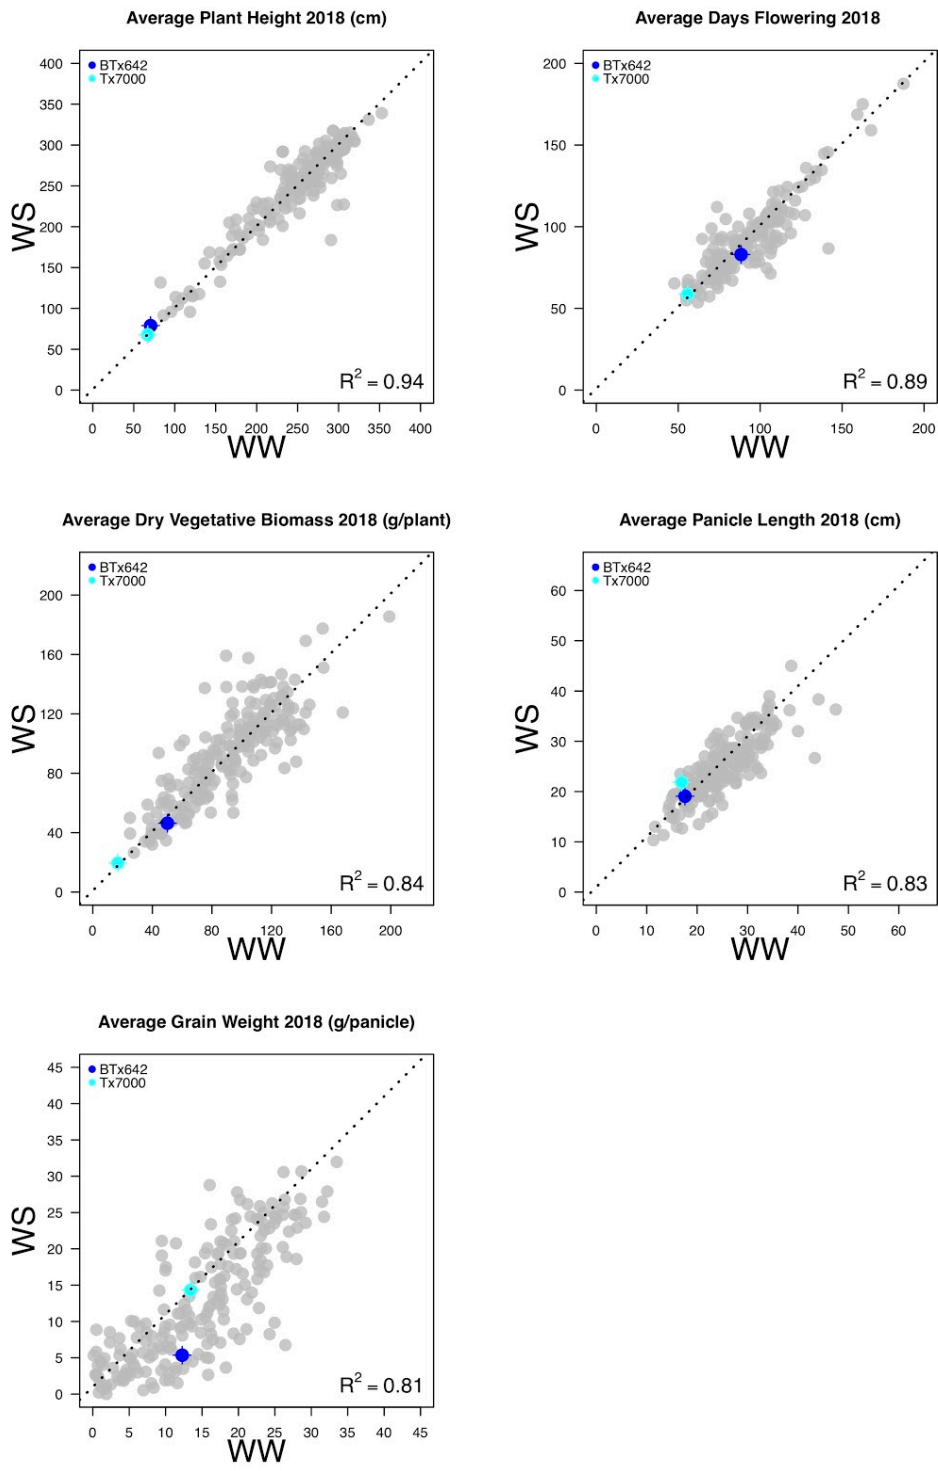 Average Plant Height 2018 (cm)
BTx642
Tx7000
400
350
300
250
200
150
100
50
0
WS
R² = 0.94
0 50 100 150 200 250 300 350 400
WW
Average Days Flowering 2018
BTx642
Tx7000
200
150
100
50
0
WS
R² = 0.89
0 50 100 150 200
WW
Average Dry Vegetative Biomass 2018 (g/plant)
BTx642
Tx7000
200
160
120
80
40
0
WS
R² = 0.84
0 40 80 120 160 200
WW
Average Panicle Length 2018 (cm)
BTx642
Tx7000
60
50
40
30
20
10
0
WS
R² = 0.83
0 10 20 30 40 50 60
WW
Average Grain Weight 2018 (g/panicle)
BTx642
Tx7000
45
40
35
30
25
20
15
10
5
0
WS
R² = 0.81
0 5 10 15 20 25 30 35 40 45
WW